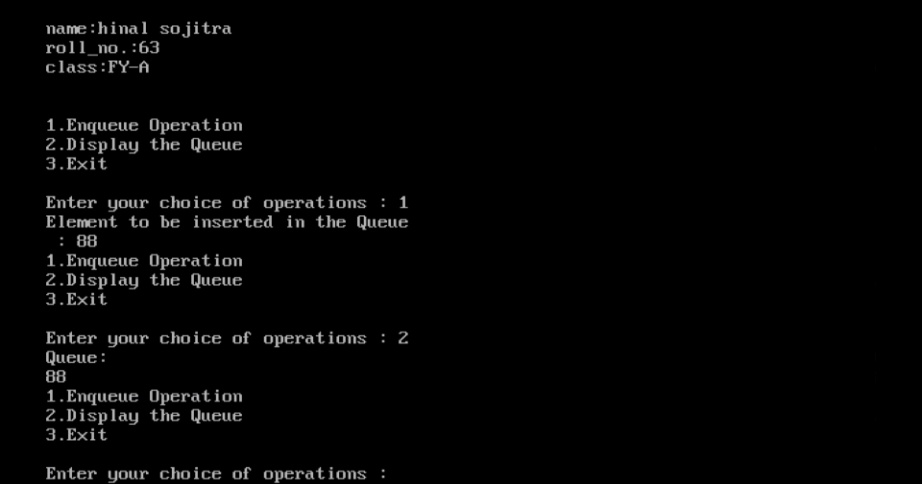 name:hinal sojitra
roll_no.:63
class:FY-A
1.Enqueue Operation
2.Display the Queue
3.Exit
Enter your choice of operations : 1
Element to be inserted in the Queue
: 88
1.Enqueue Operation
2.Display the Queue
3.Exit
Enter your choice of operations : 2
Queue:
88
1.Enqueue Operation
2.Display the Queue
3.Exit
Enter your choice of operations :